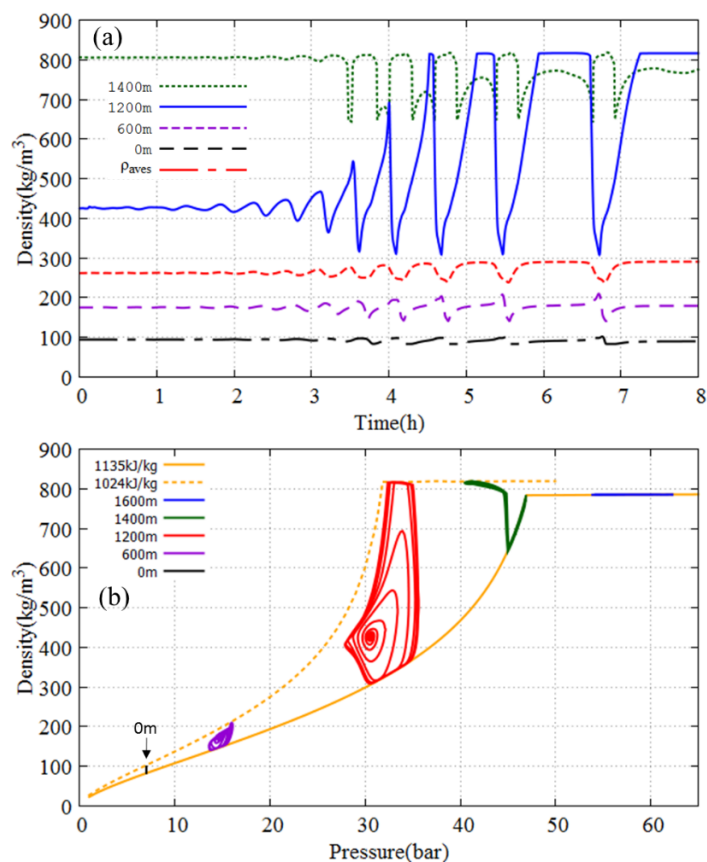 (a)
Density(kg/m³)
900
800
700
600
500
400
300
200
100
0
1400m
1200m
600m
0m
ρaves
0 1 2 3 4 5 6 7 8
Time(h)
(b)
Density(kg/m³)
900
800
700
600
500
400
300
200
100
0
1135kJ/kg
1024kJ/kg
1600m
1400m
1200m
600m
0m
0m
0 10 20 30 40 50 60
Pressure(bar)